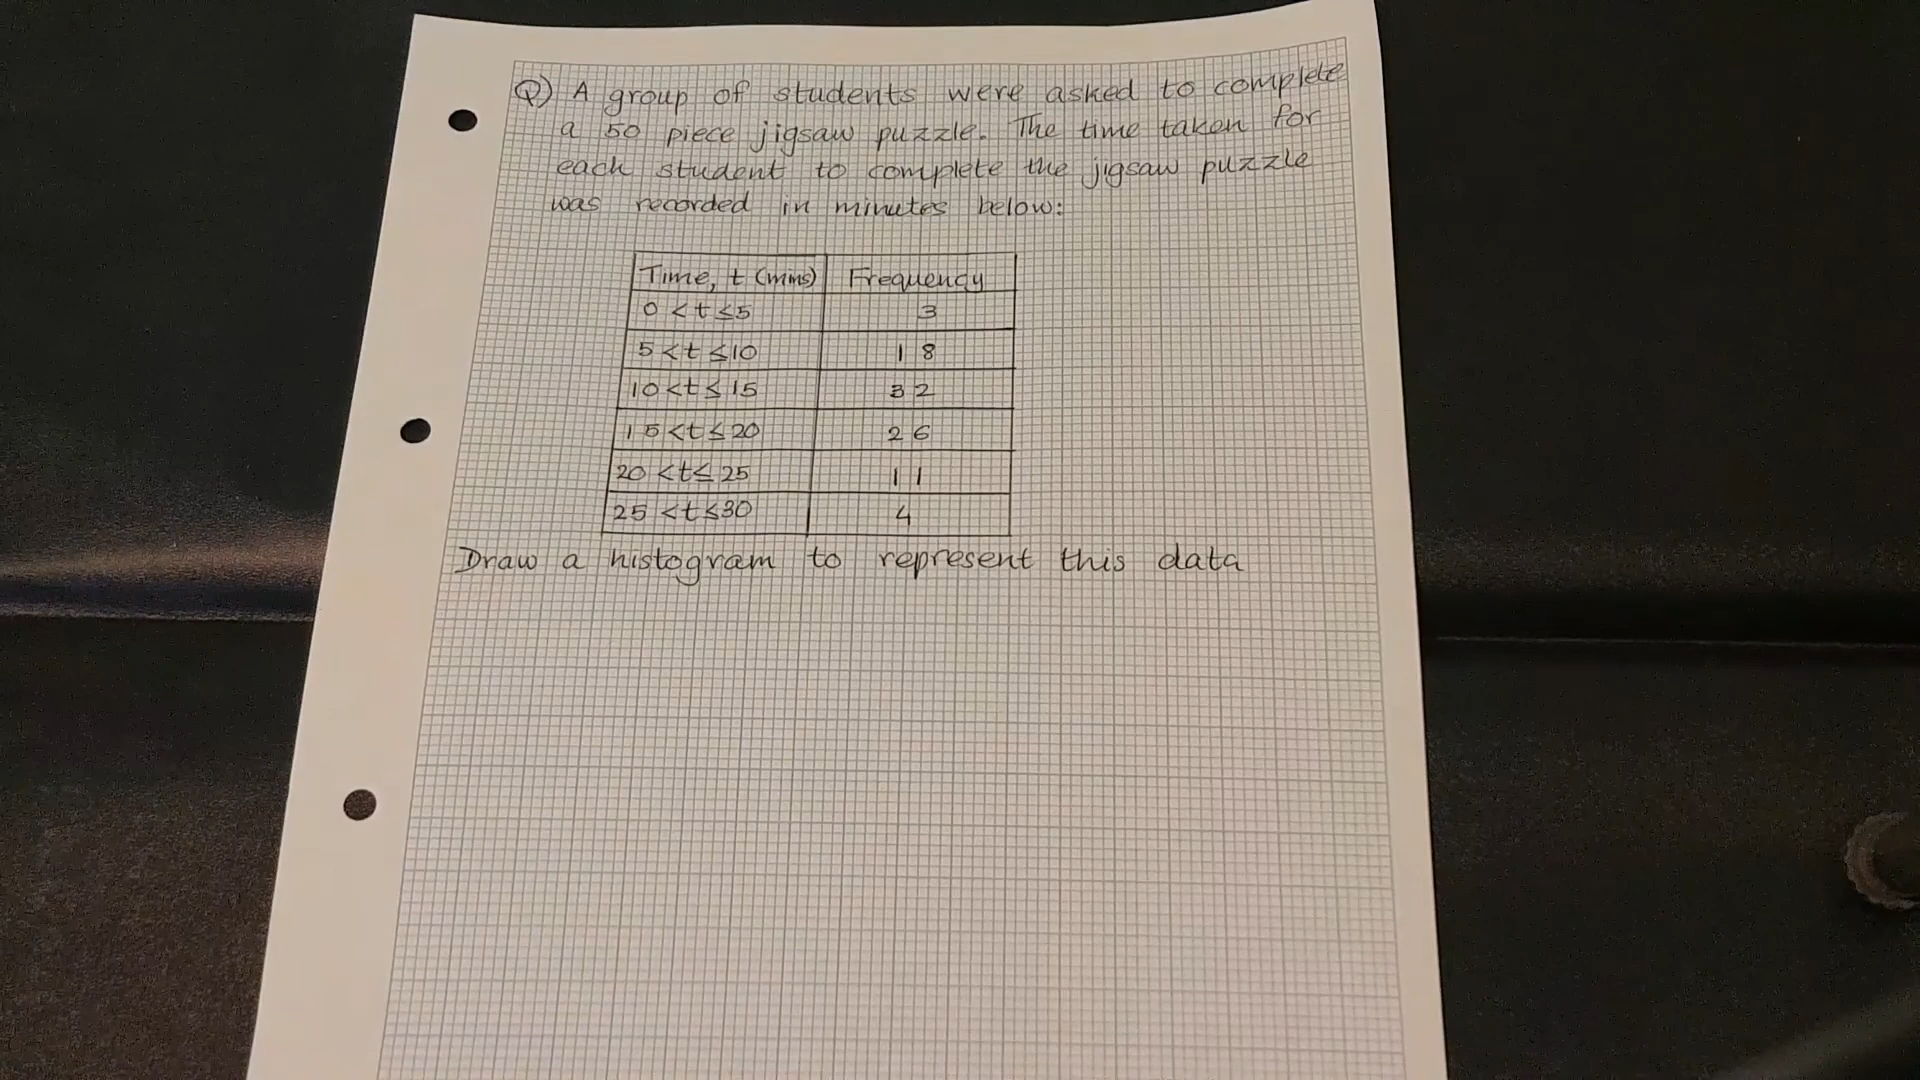 Q) A group of students were asked to complete
a 50 piece jigsaw puzzle. The time taken for
each student to complete the jigsaw puzzle
was recorded in minutes below:
Time, t (mins) Frequency
0 < t ≤ 5 3
5 < t ≤ 10 18
10 < t ≤ 15 32
15 < t ≤ 20 26
20 < t ≤ 25 11
25 < t ≤ 30 4
Draw a histogram to represent this data